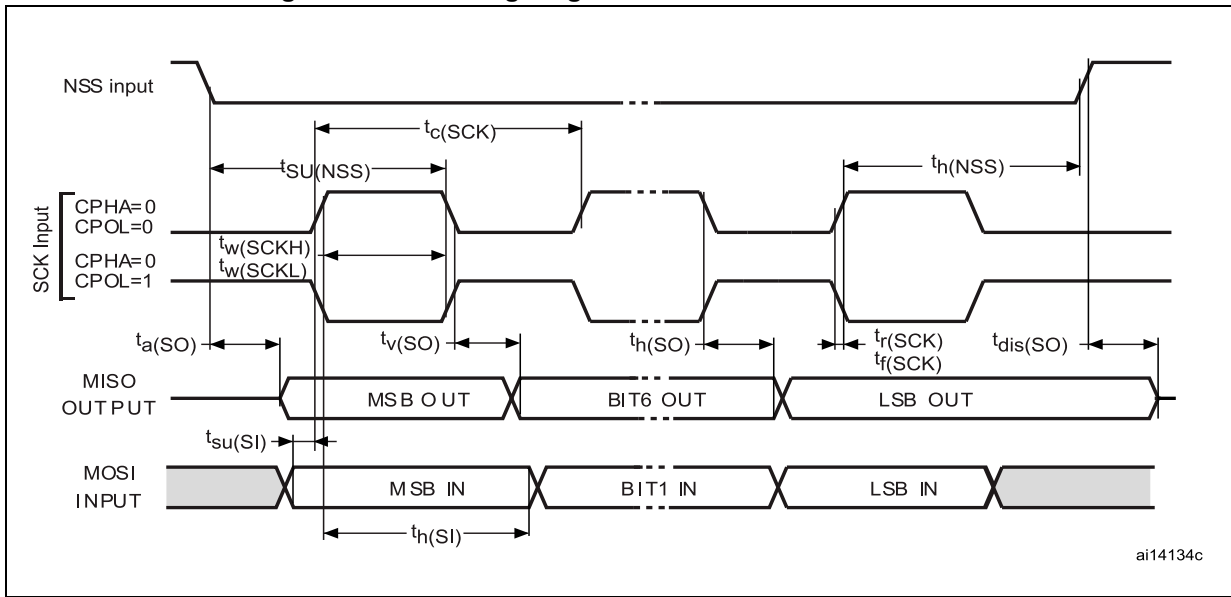 NSS input
tc(SCK)
tSU(NSS)
th(NSS)
SCK Input
CPHA=0
CPOL=0
tw(SCKH)
CPHA=0
tw(SCKL)
CPOL=1
ta(SO)
tv(SO)
th(SO)
tr(SCK)
tf(SCK)
tdis(SO)
MISO
OUTPUT
MSB OUT
BIT6 OUT
LSB OUT
tsu(SI)
MOSI
INPUT
MSB IN
BIT1 IN
LSB IN
th(SI)
ai14134c